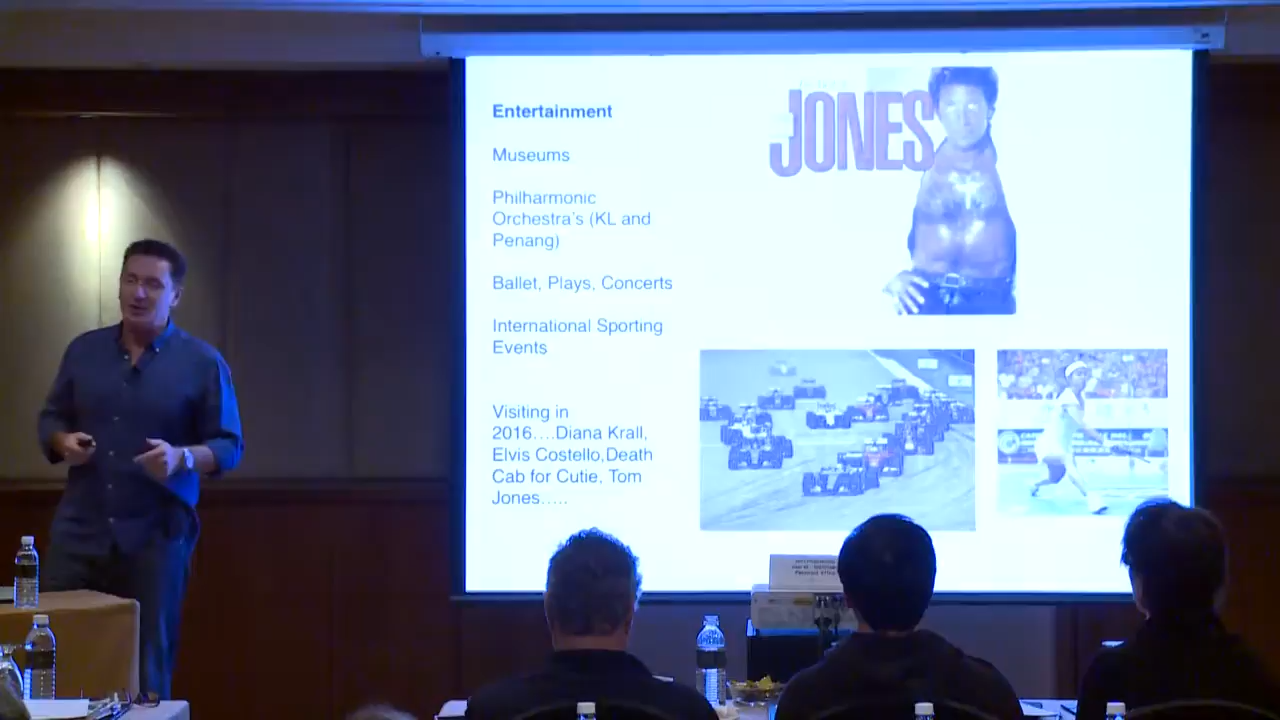 Entertainment
Museums
Philharmonic
Orchestra's (KL and
Penang)
Ballet, Plays, Concerts
International Sporting
Events
Visiting in
2016....Diana Krall,
Elvis Costello,Death
Cab for Cutie, Tom
Jones.....
JONES